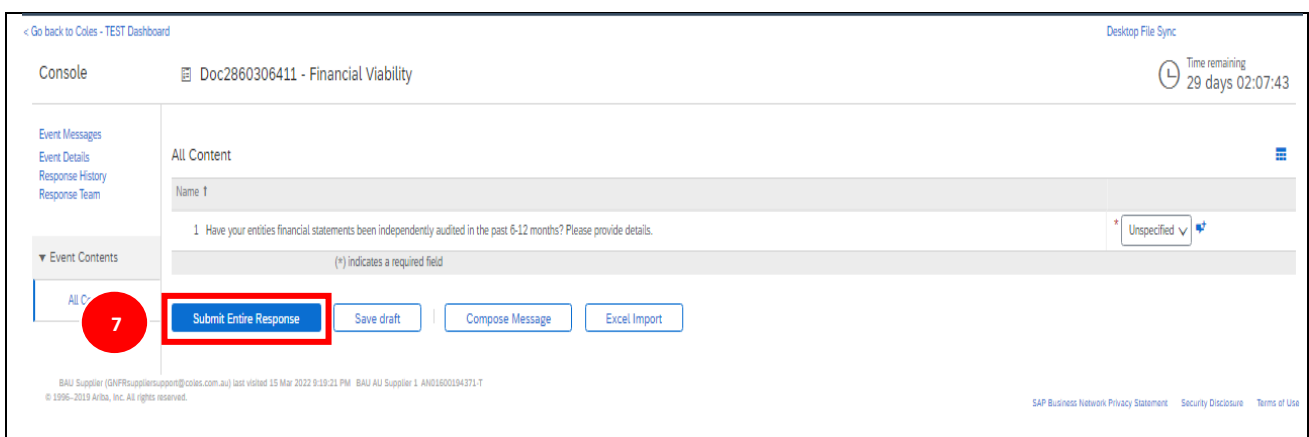 < Go back to Coles - TEST Dashboard
Desktop File Sync
Console
Doc2860306411 - Financial Viability
Time remaining
29 days 02:07:43
Event Messages
Event Details
Response History
Response Team
All Content
Name ↑
1 Have your entities financial statements been independently audited in the past 6-12 months? Please provide details.
* Unspecified
(*) indicates a required field
▼ Event Contents
All Co
7
Submit Entire Response
Save draft
Compose Message
Excel Import
BAU Supplier (GNFRsuppliersupport@coles.com.au) last visited 15 Mar 2022 9:19:21 PM BAU AU Supplier 1 AN01600194371-T
© 1996–2019 Ariba, Inc. All rights reserved.
SAP Business Network Privacy Statement Security Disclosure Terms of Use